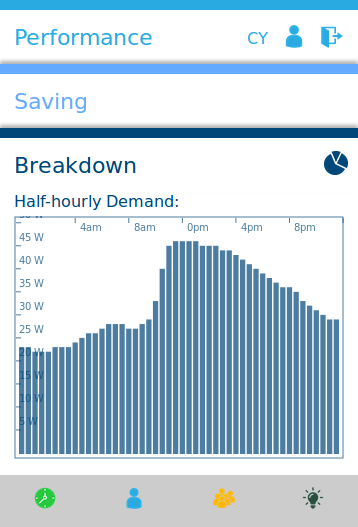 Performance
CY
Saving
Breakdown
Half-hourly Demand:
50 W
4am 8am 0pm 4pm 8pm
45 W
40 W
35 W
30 W
25 W
20 W
15 W
10 W
5 W